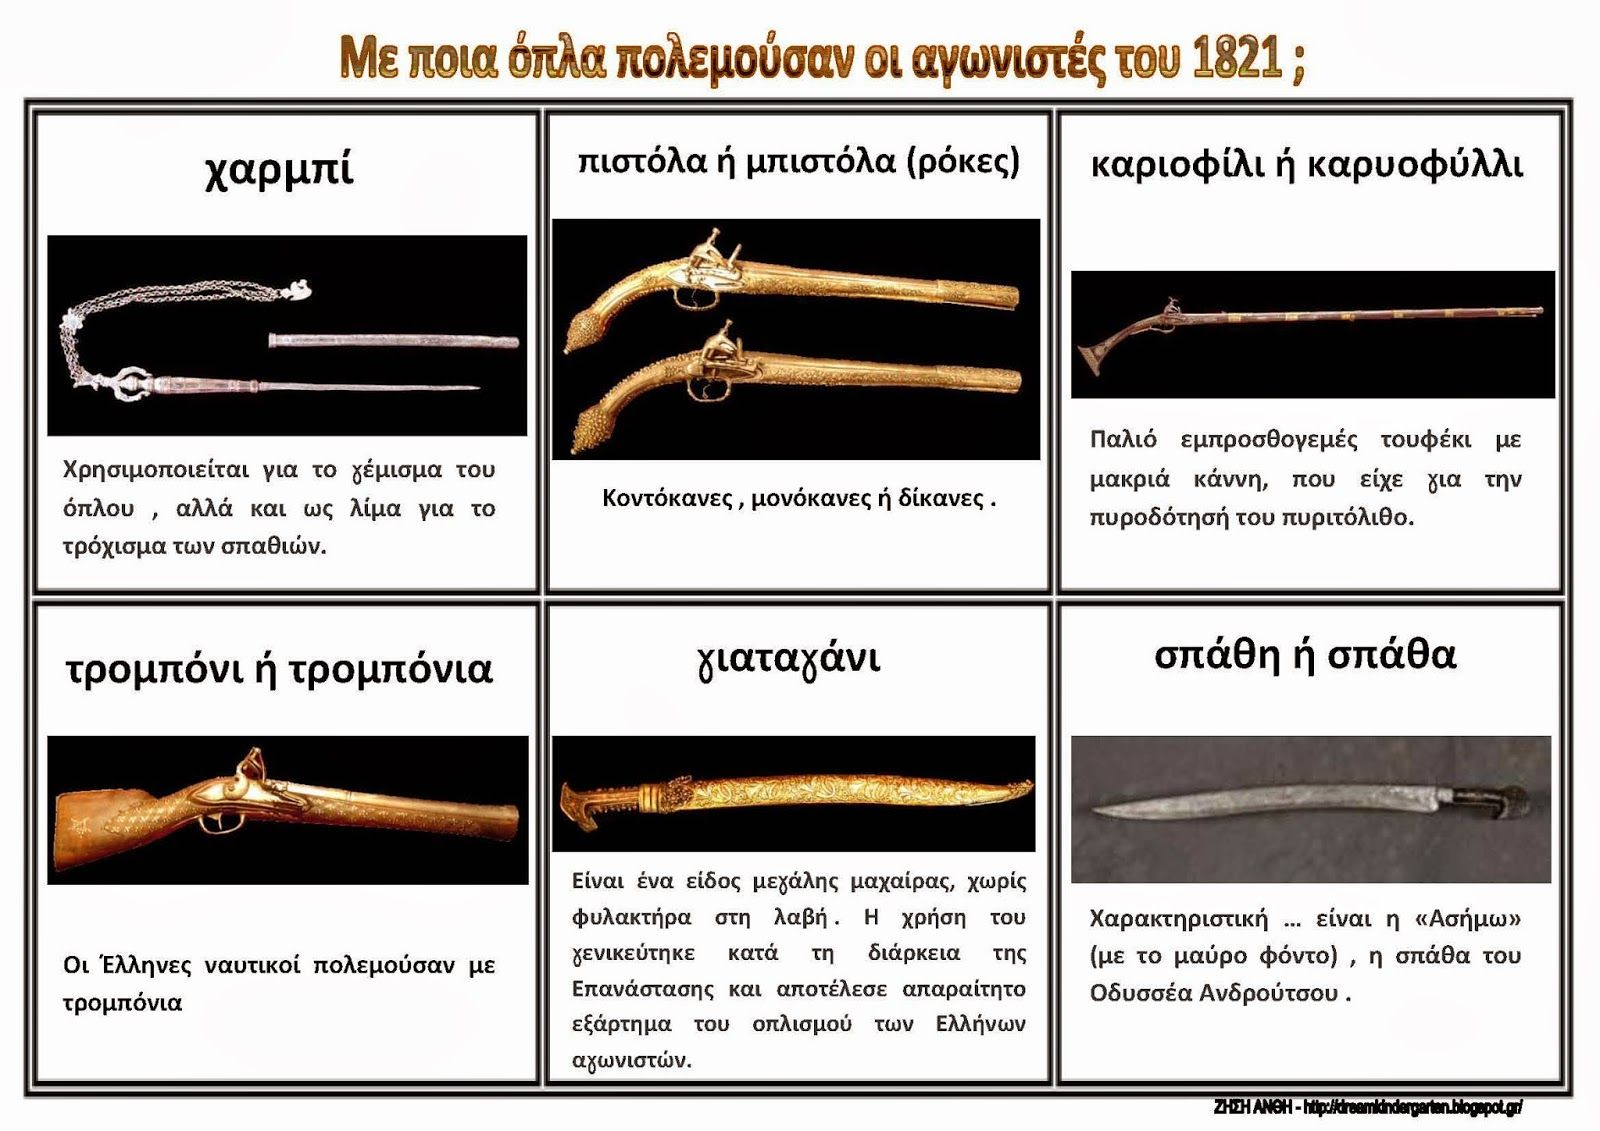 Με ποια όπλα πολεμούσαν οι αγωνιστές του 1821 ;
χαρμπί
Χρησιμοποιείται για το γέμισμα του
όπλου , αλλά και ως λίμα για το
τρόχισμα των σπαθιών.
πιστόλα ή μπιστόλα (ρόκες)
Κοντόκανες , μονόκανες ή δίκανες .
καριοφίλι ή καρυοφύλλι
Παλιό εμπροσθογεμές τουφέκι με
μακριά κάννη, που είχε για την
πυροδότησή του πυριτόλιθο.
τρομπόνι ή τρομπόνια
Οι Έλληνες ναυτικοί πολεμούσαν με
τρομπόνια
γιαταγάνι
Είναι ένα είδος μεγάλης μαχαίρας, χωρίς
φυλακτήρα στη λαβή . Η χρήση του
γενικεύτηκε κατά τη διάρκεια της
Επανάστασης και αποτέλεσε απαραίτητο
εξάρτημα του οπλισμού των Ελλήνων
αγωνιστών.
σπάθη ή σπάθα
Χαρακτηριστική ... είναι η «Ασήμω»
(με το μαύρο φόντο) , η σπάθα του
Οδυσσέα Ανδρούτσου .
ΖΗΣΗ ΑΝΘΗ - http://dreamkindergarten.blogspot.gr/